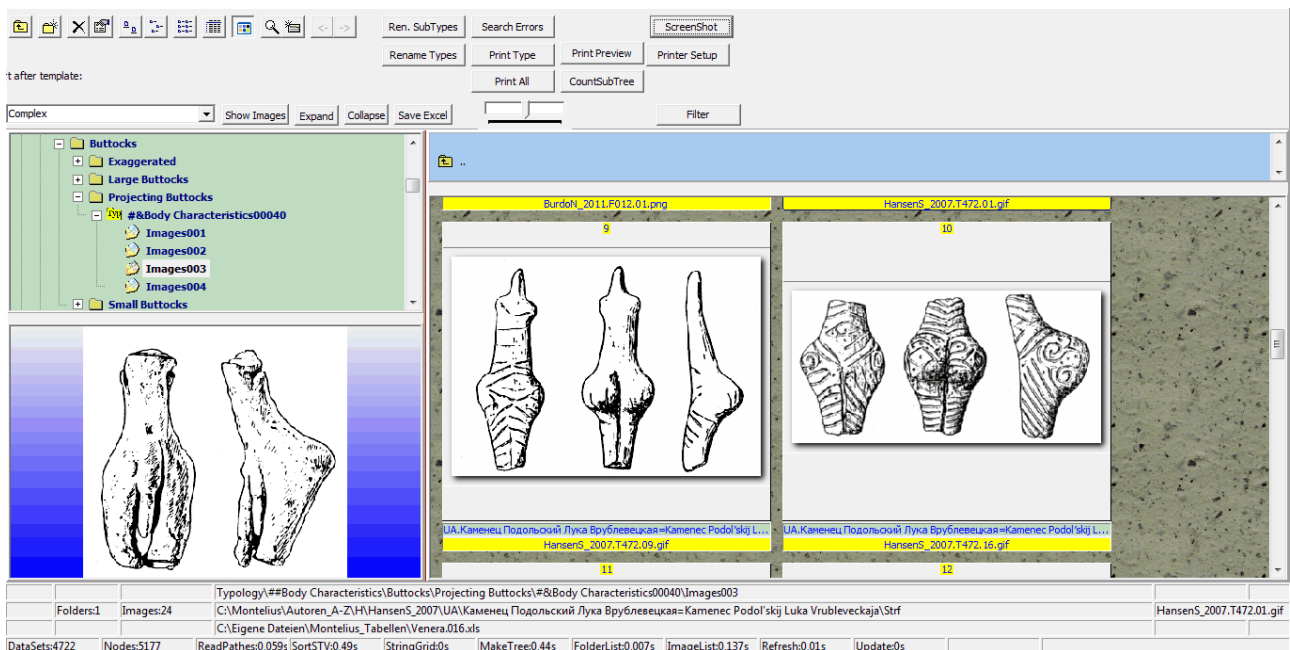 Ren. SubTypes
Search Errors
ScreenShot
Rename Types
Print Type
Print Preview
Printer Setup
t after template:
Print All
CountSubTree
Complex
Show Images
Expand
Collapse
Save Excel
Filter
Buttocks
Exaggerated
Large Buttocks
Projecting Buttocks
Typ #&Body Characteristics00040
Images001
Images002
Images003
Images004
Small Buttocks
..
BurdoN_2011.F012.01.png
HansenS_2007.T472.01.gif
9
10
UA.Каменец Подольский Лука Врублевецкая=Kamenec Podol'skij L...
UA.Каменец Подольский Лука Врублевецкая=Kamenec Podol'skij L...
HansenS_2007.T472.09.gif
HansenS_2007.T472.16.gif
11
12
Typology\##Body Characteristics\Buttocks\Projecting Buttocks\#&Body Characteristics00040\Images003
Folders:1 Images:24 C:\Montelius\Autoren_A-Z\H\HansenS_2007\UA\Каменец Подольский Лука Врублевецкая=Kamenec Podol'skij Luka Vrubleveckaja\Strf HansenS_2007.T472.01.gif
C:\Eigene Dateien\Montelius_Tabellen\Venera.016.xls
DataSets:4722 Nodes:5177 ReadPathes:0.059s SortSTV:0.49s StringGrid:0s MakeTree:0.44s FolderList:0.007s ImageList:0.137s Refresh:0.01s Update:0s